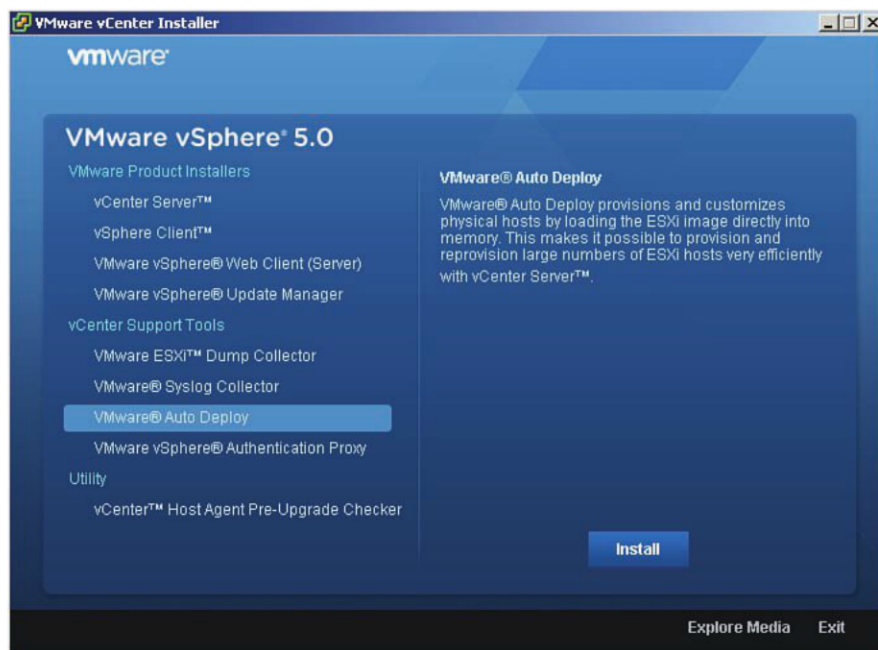 VMware vCenter Installer
vmware®
VMware vSphere® 5.0
VMware Product Installers
vCenter Server™
vSphere Client™
VMware vSphere® Web Client (Server)
VMware vSphere® Update Manager
vCenter Support Tools
VMware ESXi™ Dump Collector
VMware® Syslog Collector
VMware® Auto Deploy
VMware vSphere® Authentication Proxy
Utility
vCenter™ Host Agent Pre-Upgrade Checker
VMware® Auto Deploy
VMware® Auto Deploy provisions and customizes
physical hosts by loading the ESXi image directly into
memory. This makes it possible to provision and
reprovision large numbers of ESXi hosts very efficiently
with vCenter Server™.
Install
Explore Media Exit